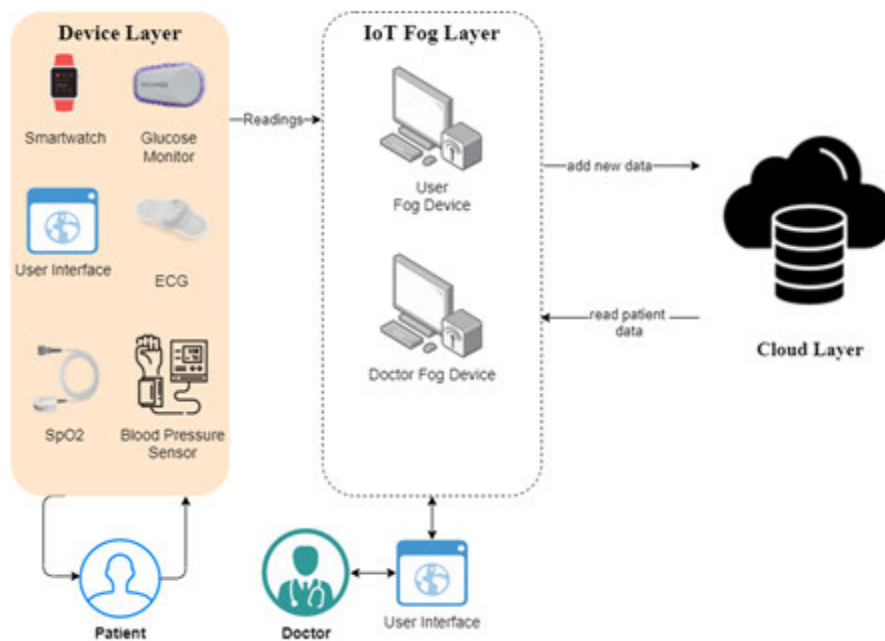 Device Layer
Smartwatch
Glucose
Monitor
User Interface
ECG
SpO2
Blood Pressure
Sensor
Readings
IoT Fog Layer
User
Fog Device
Doctor Fog Device
add new data
read patient
data
Cloud Layer
Patient
Doctor
User Interface